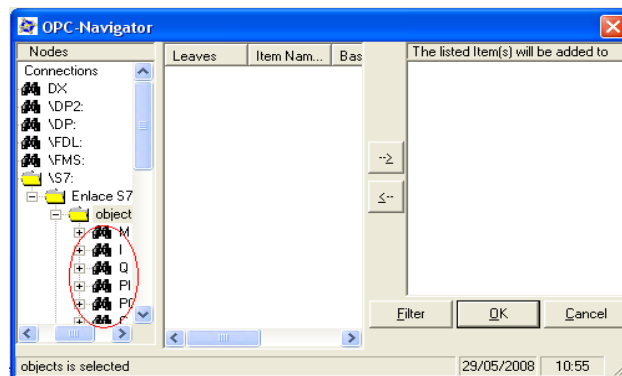 OPC-Navigator
Nodes
Leaves
Item Nam...
Bas
The listed Item(s) will be added to
Connections
DX
\DP2:
\DP:
\FDL:
\FMS:
\S7:
Enlace S7
object
M
I
Q
PI
-->
<--
Filter
OK
Cancel
objects is selected
29/05/2008
10:55